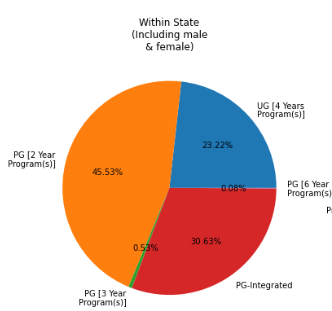 Within State
(Including male
& female)
UG [4 Years
Program(s)]
23.22%
PG [2 Year
Program(s)]
45.53%
0.08%
PG [6 Year
Program(s)
P
0.53%
30.63%
PG [3 Year
Program(s)]
PG-Integrated